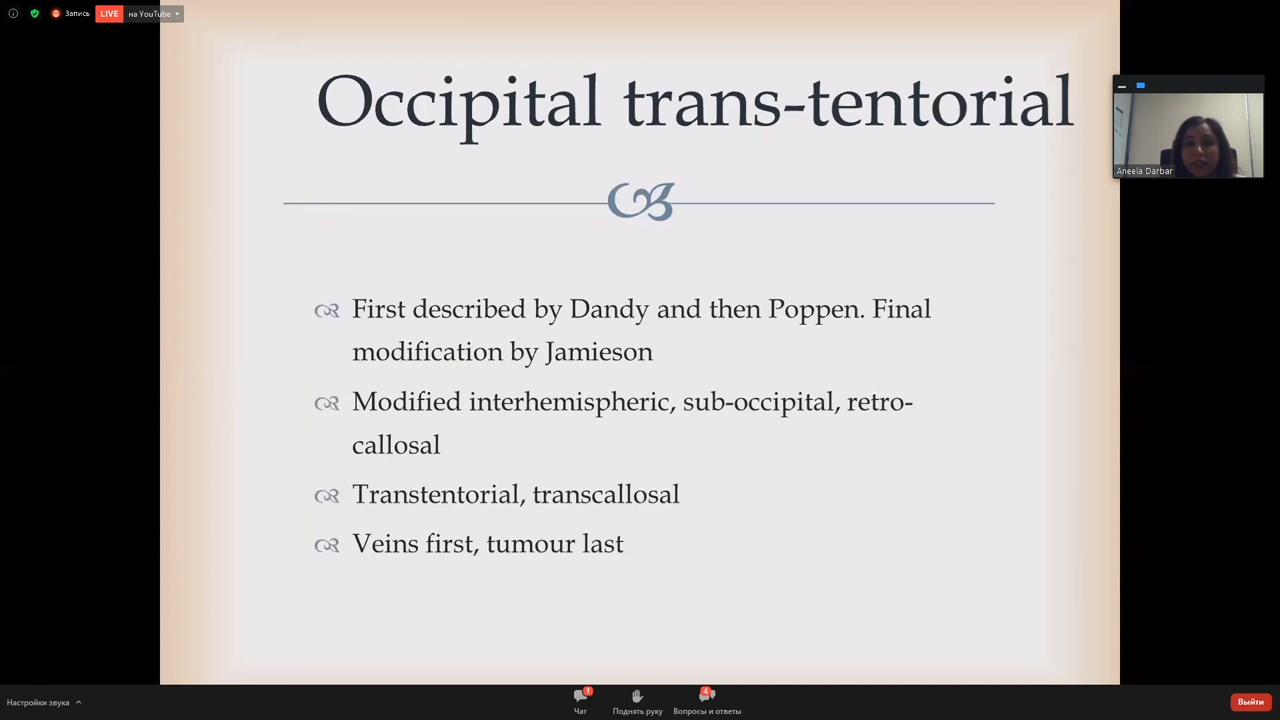 Запись
LIVE
на YouTube
Occipital trans-tentorial
Aneela Darbar
First described by Dandy and then Poppen. Final
modification by Jamieson
Modified interhemispheric, sub-occipital, retro-
callosal
Transtentorial, transcallosal
Veins first, tumour last
Настройки звука
1
Чат
Поднять руку
4
Вопросы и ответы
Выйти